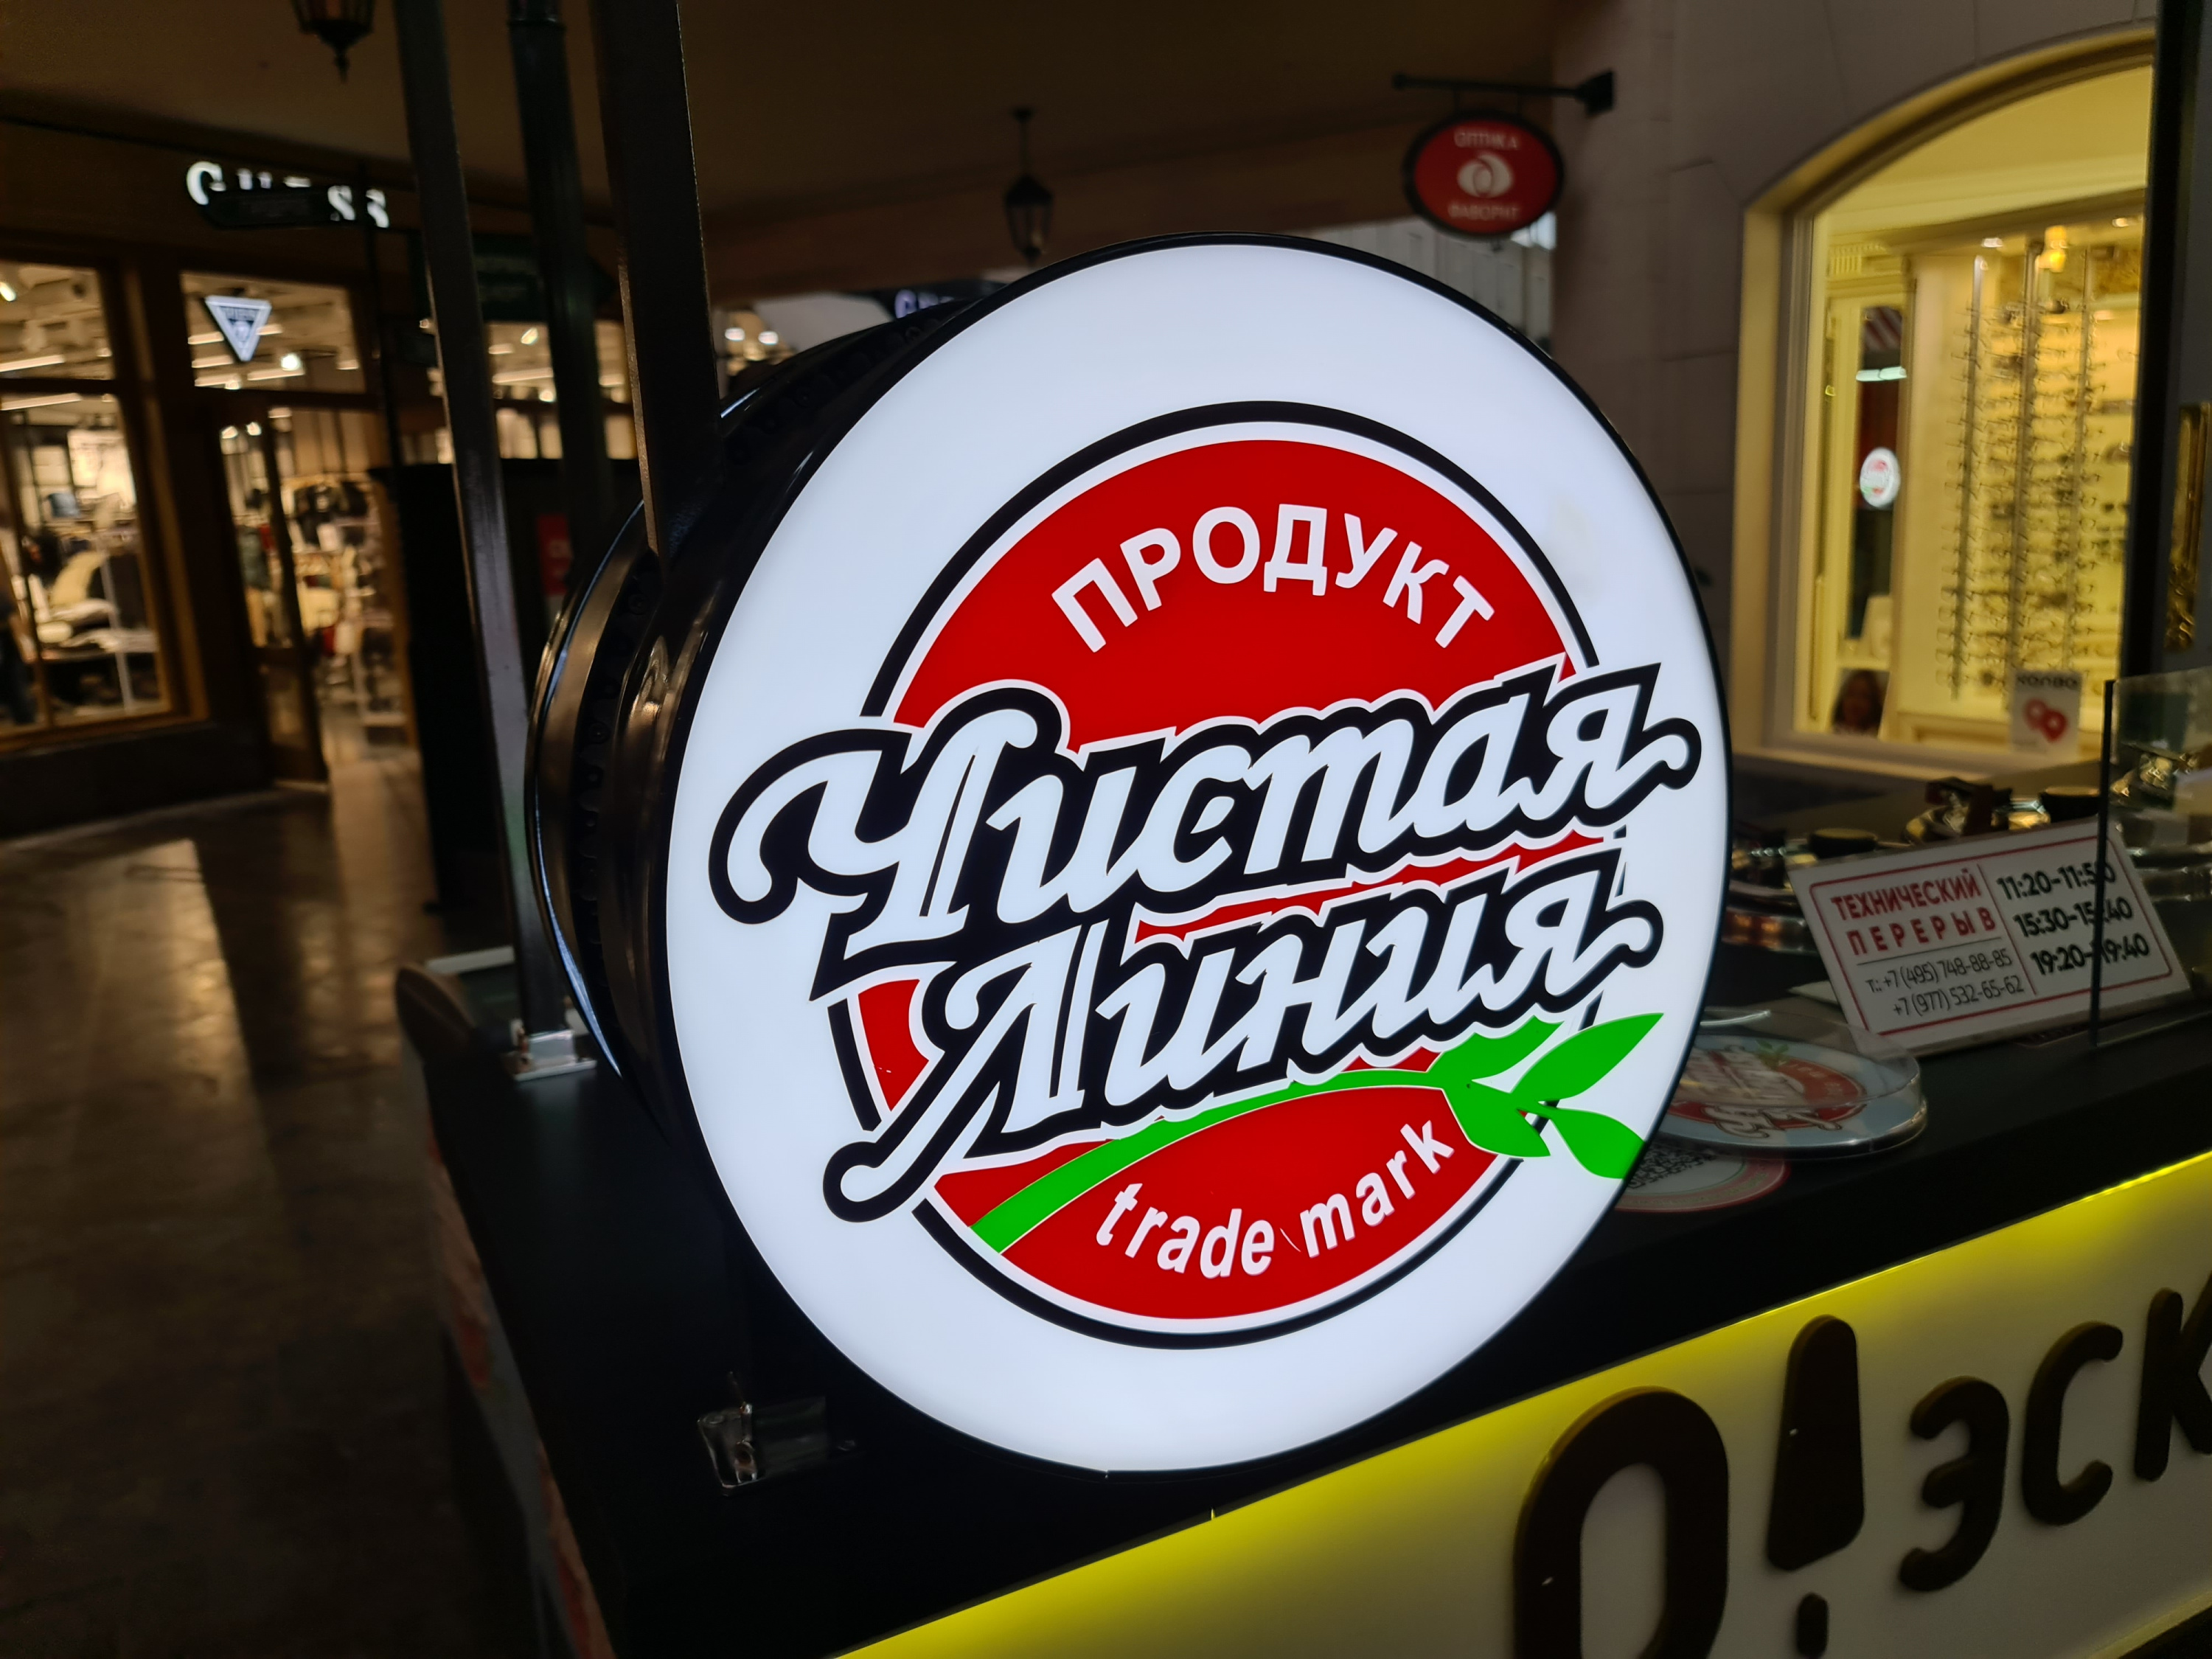 GUESS
ОПТИКА
ФАВОРИТ
ПРОДУКТ
Чистая
Линия
trade mark
ТЕХНИЧЕСКИЙ
ПЕРЕРЫВ
т.: +7 (495) 748-88-85
+7 (977) 532-65-62
11:20-11:50
15:30-15:40
19:20-19:40
О!ЭСК